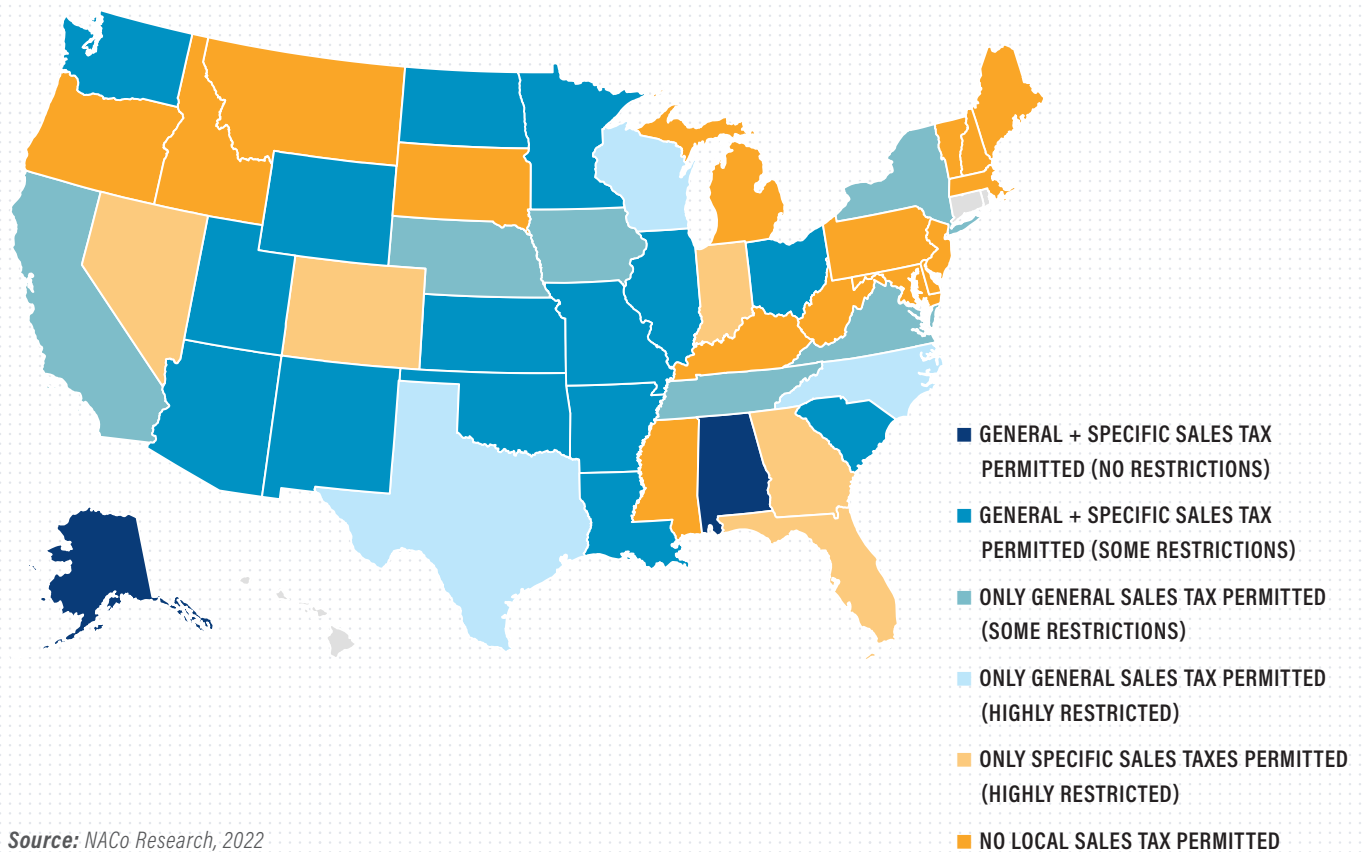 GENERAL + SPECIFIC SALES TAX
PERMITTED (NO RESTRICTIONS)
GENERAL + SPECIFIC SALES TAX
PERMITTED (SOME RESTRICTIONS)
ONLY GENERAL SALES TAX PERMITTED
(SOME RESTRICTIONS)
ONLY GENERAL SALES TAX PERMITTED
(HIGHLY RESTRICTED)
ONLY SPECIFIC SALES TAXES PERMITTED
(HIGHLY RESTRICTED)
NO LOCAL SALES TAX PERMITTED
Source: NACo Research, 2022